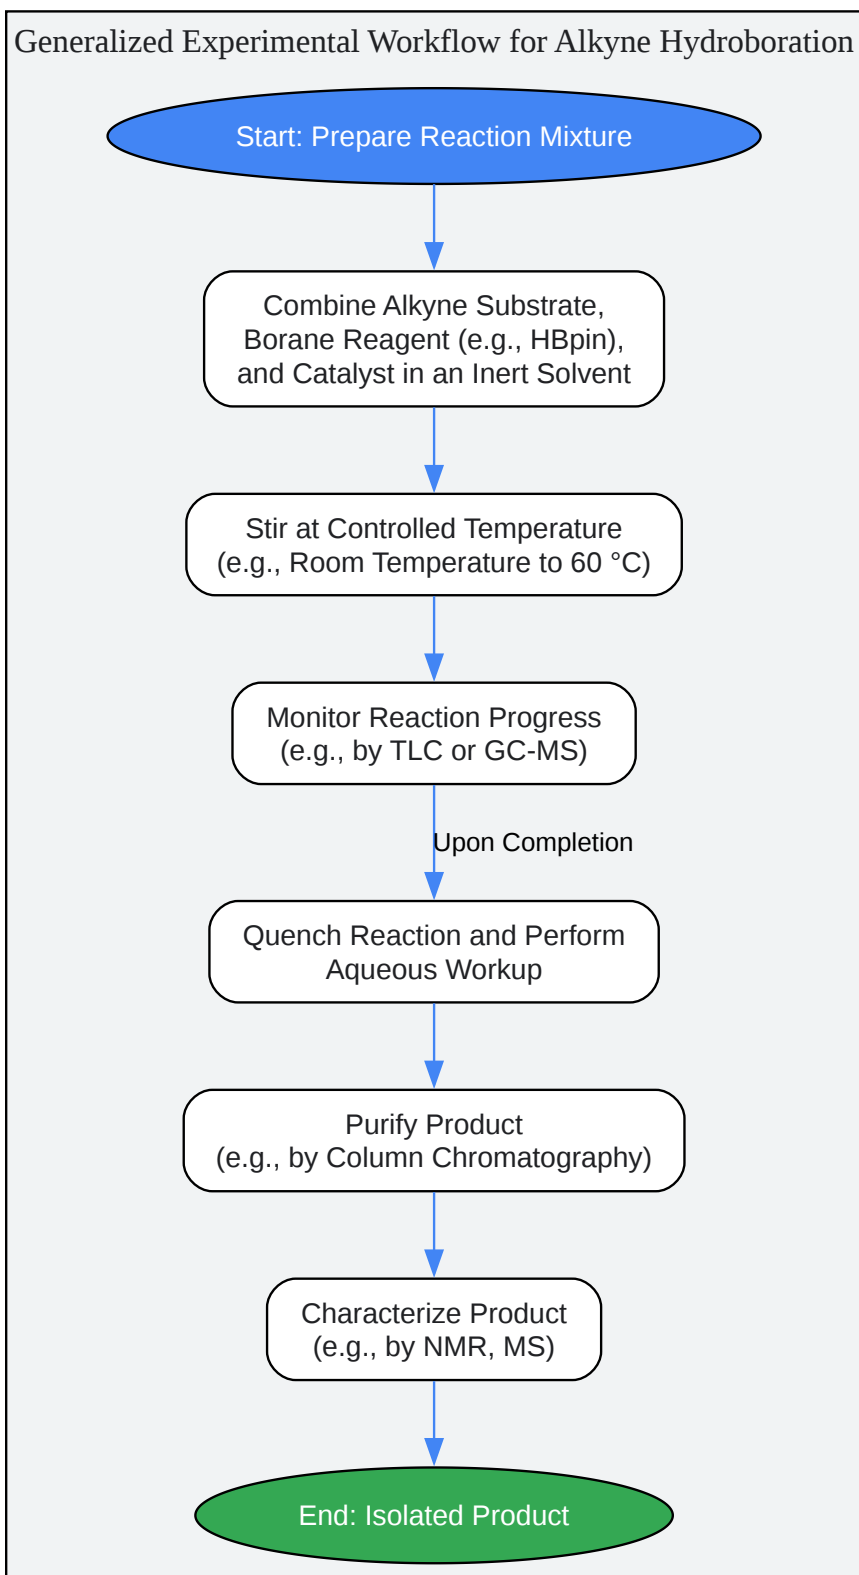 Generalized Experimental Workflow for Alkyne Hydroboration
Start: Prepare Reaction Mixture
Combine Alkyne Substrate,
Borane Reagent (e.g., HBpin),
and Catalyst in an Inert Solvent
Stir at Controlled Temperature
(e.g., Room Temperature to 60 °C)
Monitor Reaction Progress
(e.g., by TLC or GC-MS)
Upon Completion
Quench Reaction and Perform
Aqueous Workup
Purify Product
(e.g., by Column Chromatography)
Characterize Product
(e.g., by NMR, MS)
End: Isolated Product